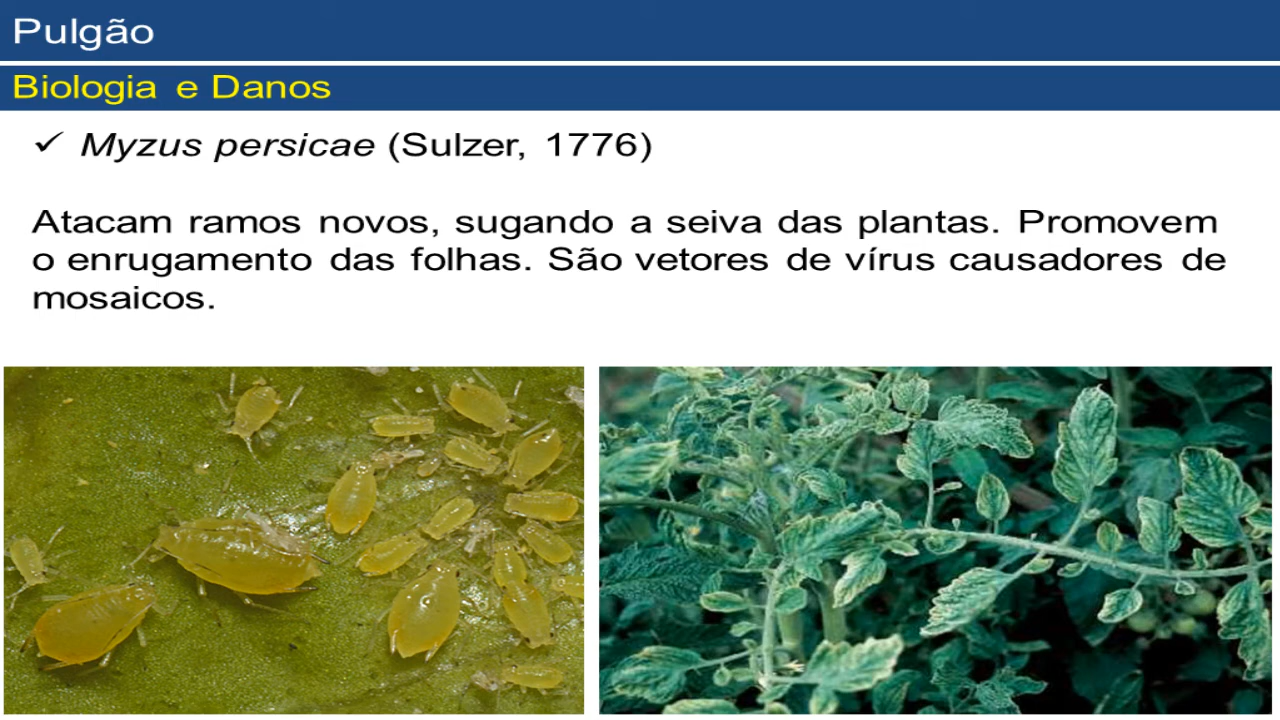 Pulgão
Biologia e Danos
✓ Myzus persicae (Sulzer, 1776)
Atacam ramos novos, sugando a seiva das plantas. Promovem
o enrugamento das folhas. São vetores de vírus causadores de
mosaicos.